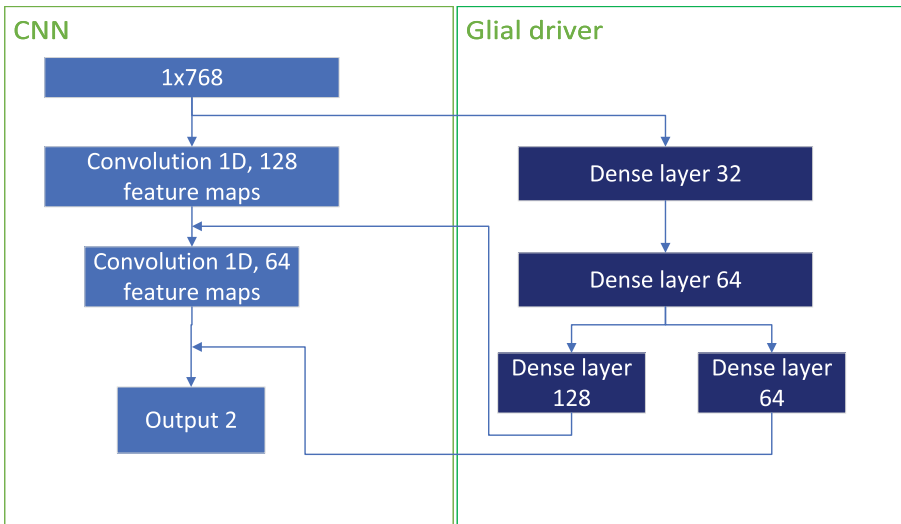 CNN
1x768
Convolution 1D, 128
feature maps
Convolution 1D, 64
feature maps
Output 2
Glial driver
Dense layer 32
Dense layer 64
Dense layer
128
Dense layer
64